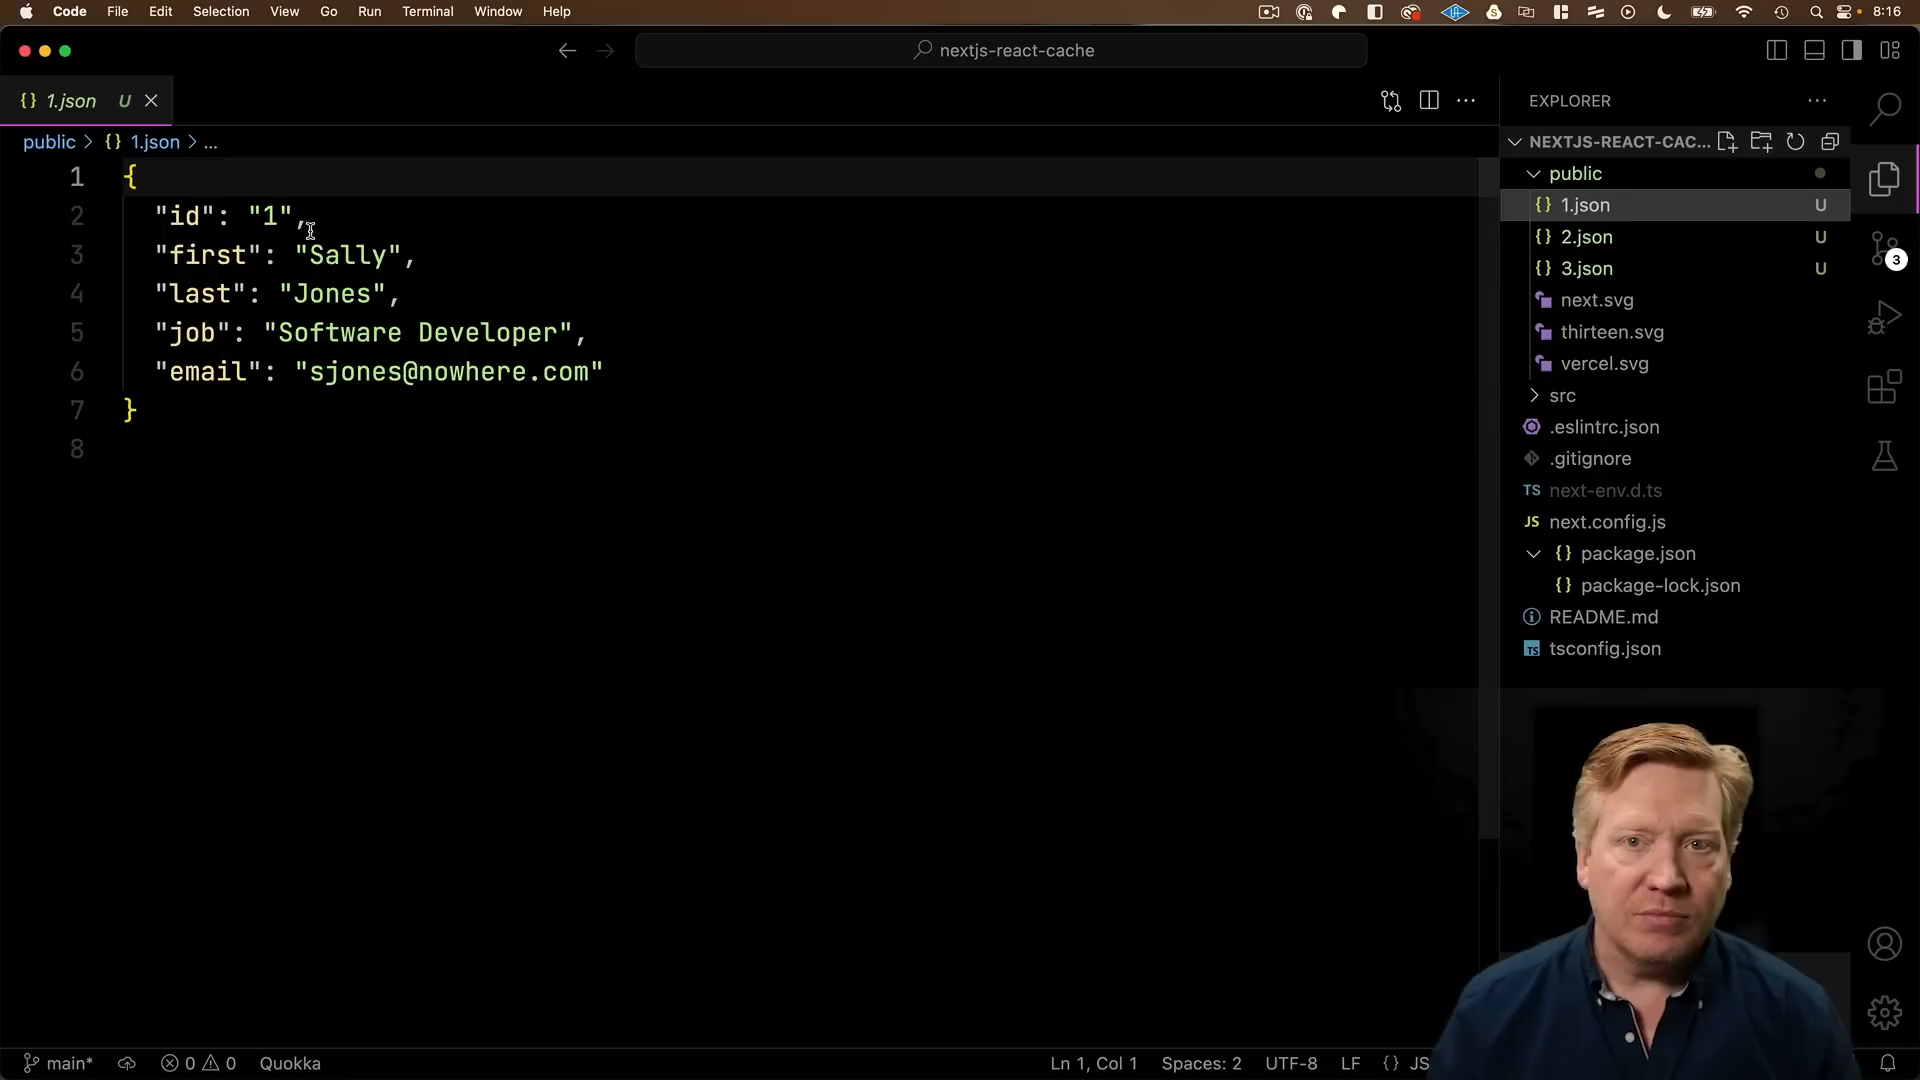 Code File Edit Selection View Go Run Terminal Window Help 8:16
nextjs-react-cache
{} 1.json U
public > {} 1.json > ...
1 {
2 "id": "1",
3 "first": "Sally",
4 "last": "Jones",
5 "job": "Software Developer",
6 "email": "sjones@nowhere.com"
7 }
8
EXPLORER
NEXTJS-REACT-CAC...
public
{} 1.json U
{} 2.json U
{} 3.json U
next.svg
thirteen.svg
vercel.svg
src
.eslintrc.json
.gitignore
TS next-env.d.ts
JS next.config.js
{} package.json
{} package-lock.json
README.md
TS tsconfig.json
3
main* 0 0 Quokka Ln 1, Col 1 Spaces: 2 UTF-8 LF {} JS